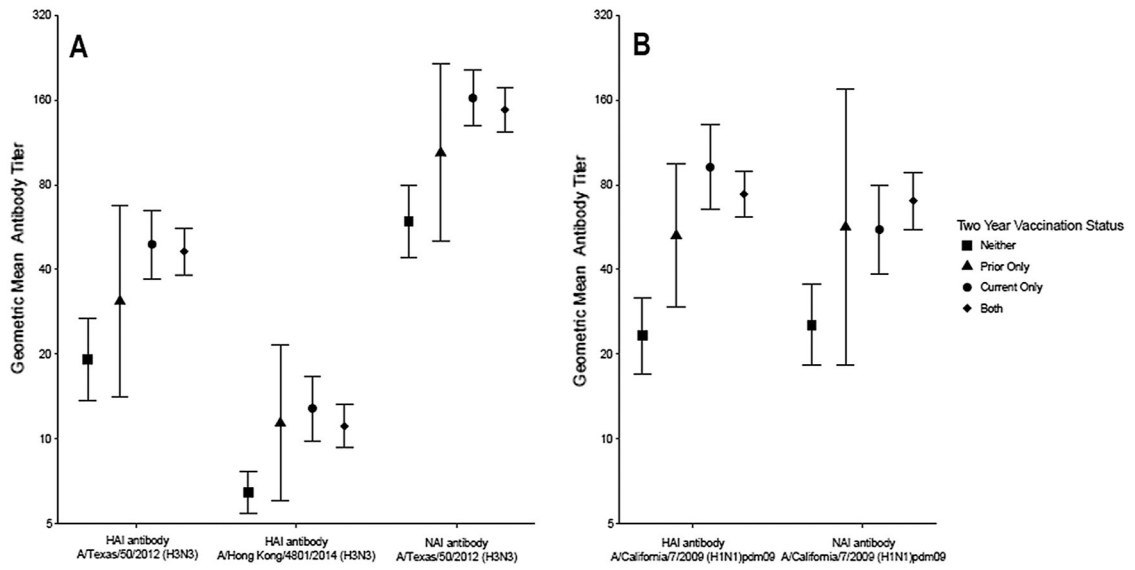 A
Geometric Mean Antibody Titer
320
160
80
40
20
10
5
HAI antibody
A/Texas/50/2012 (H3N3)
HAI antibody
A/Hong Kong/4801/2014 (H3N3)
NAI antibody
A/Texas/50/2012 (H3N3)
B
Geometric Mean Antibody Titer
320
160
80
40
20
10
5
HAI antibody
A/California/7/2009 (H1N1)pdm09
NAI antibody
A/California/7/2009 (H1N1)pdm09
Two Year Vaccination Status
Neither
Prior Only
Current Only
Both